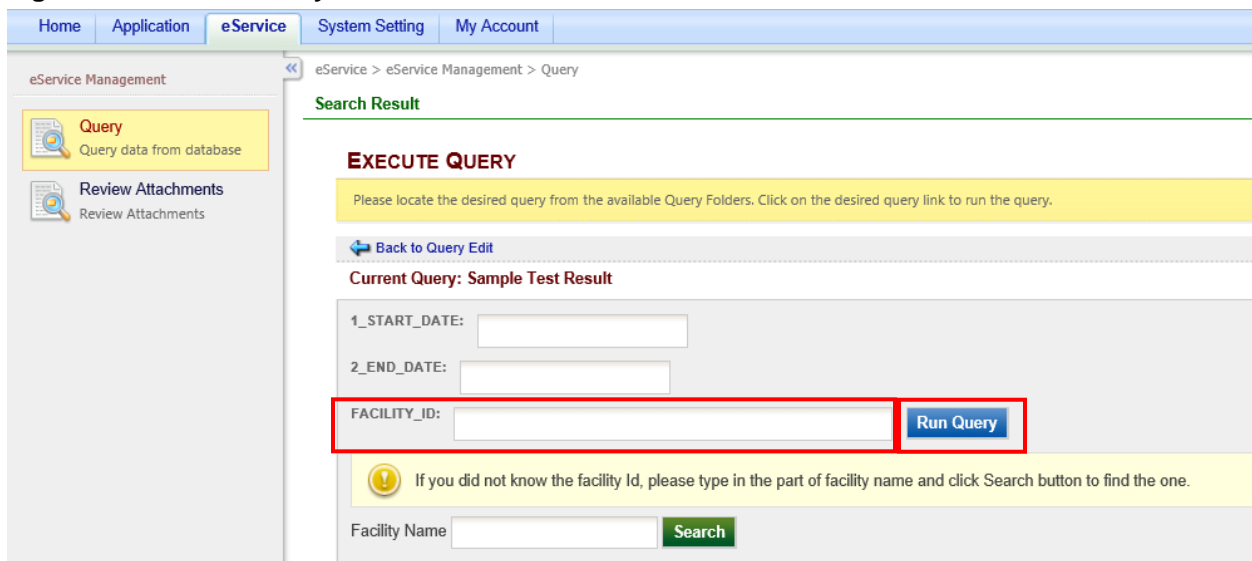 Home Application eService System Setting My Account
eService Management
Query
Query data from database
Review Attachments
Review Attachments
eService > eService Management > Query
Search Result
EXECUTE QUERY
Please locate the desired query from the available Query Folders. Click on the desired query link to run the query.
Back to Query Edit
Current Query: Sample Test Result
1_START_DATE:
2_END_DATE:
FACILITY_ID: Run Query
If you did not know the facility Id, please type in the part of facility name and click Search button to find the one.
Facility Name Search